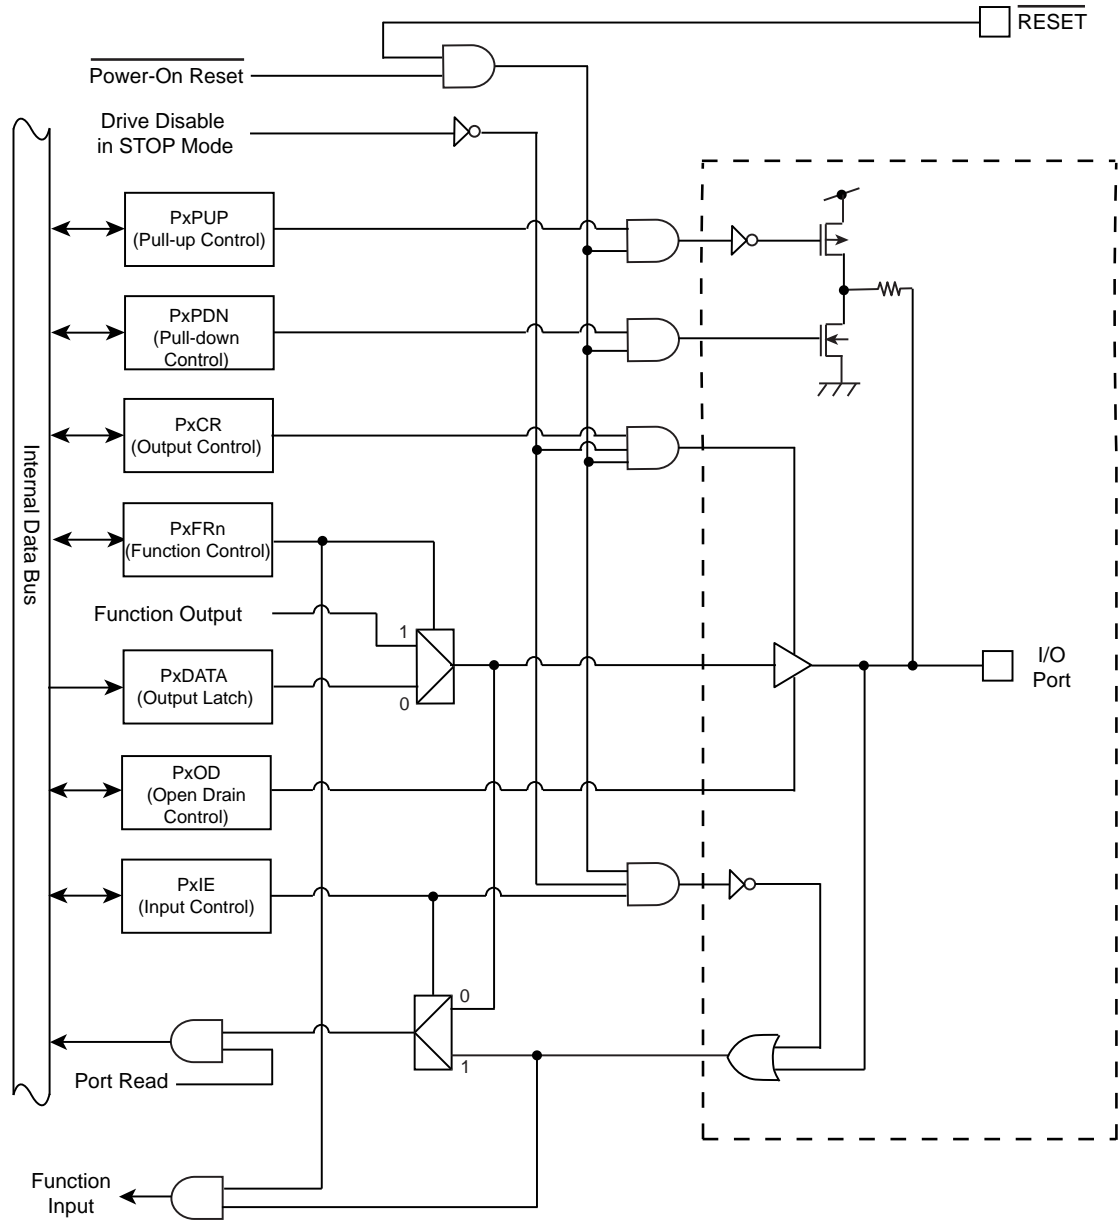 RESET
Power-On Reset
Drive Disable
in STOP Mode
PxPUP
(Pull-up Control)
PxPDN
(Pull-down
Control)
PxCR
(Output Control)
Internal Data Bus
PxFRn
(Function Control)
Function Output
1
0
PxDATA
(Output Latch)
I/O
Port
PxOD
(Open Drain
Control)
PxIE
(Input Control)
0
1
Port Read
Function
Input